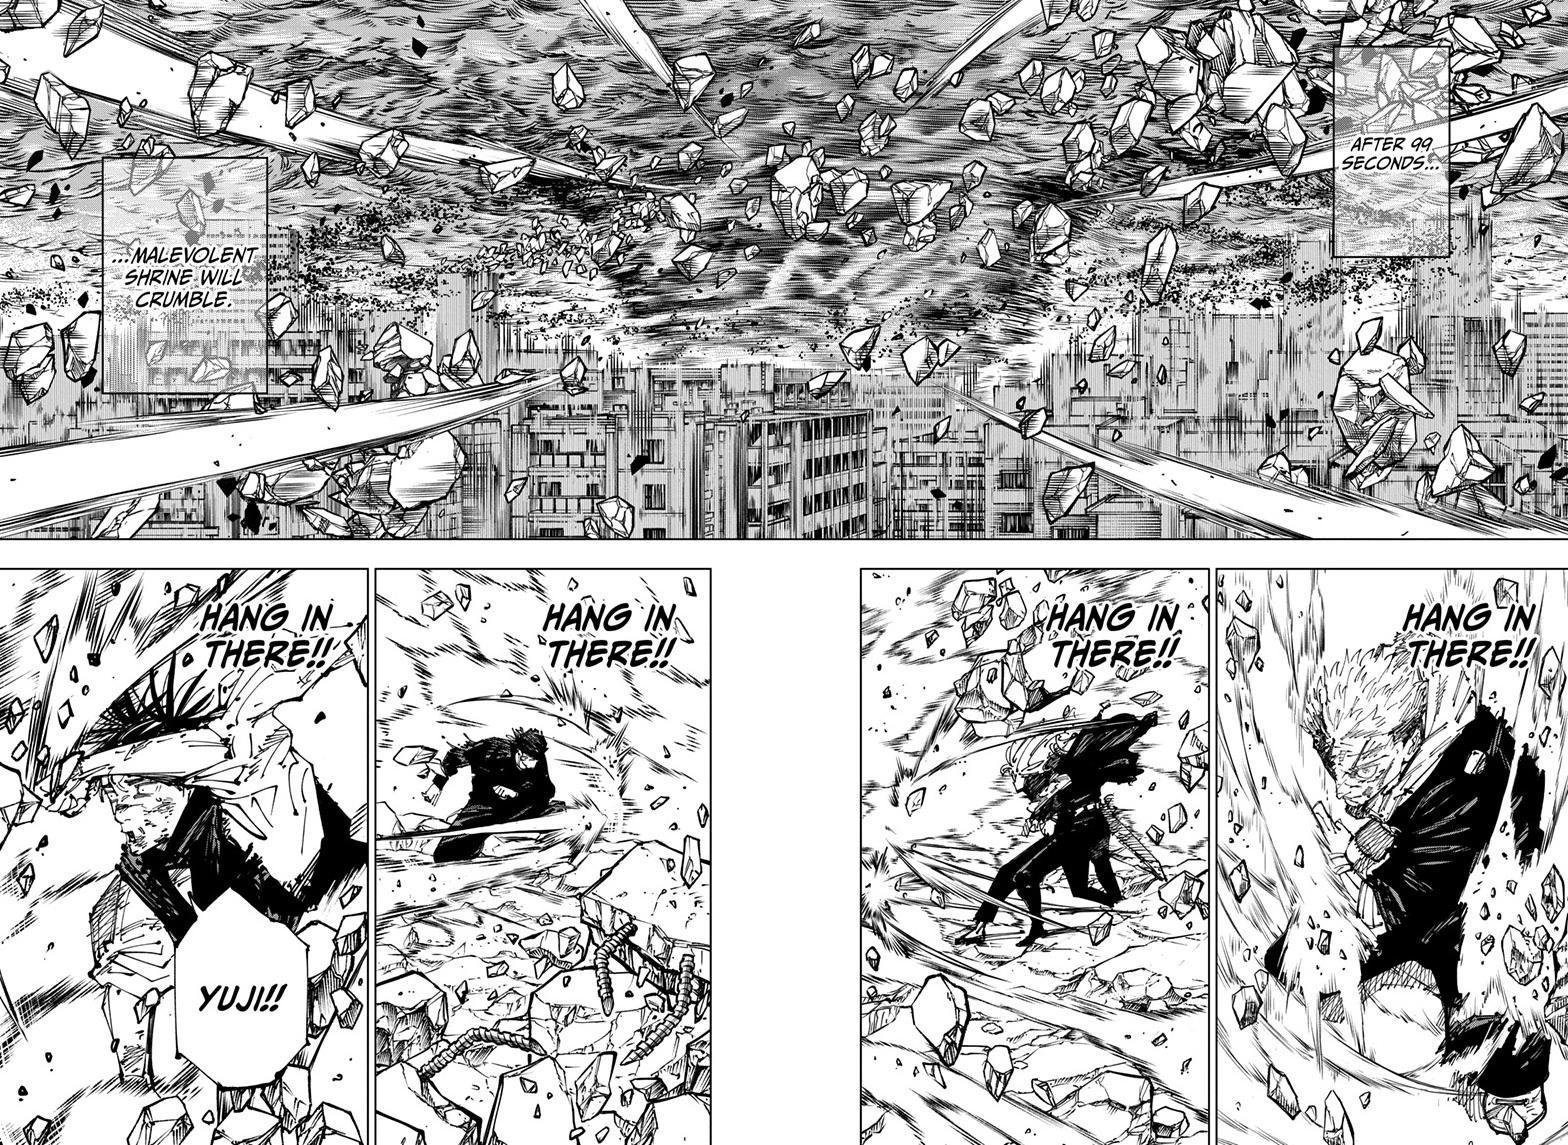 AFTER 99
SECONDS...
...MALEVOLENT
SHRINE WILL
CRUMBLE.
HANG IN
THERE!!
HANG IN
THERE!!
HANG IN
THERE!!
HANG IN
THERE!!
YUJI!!